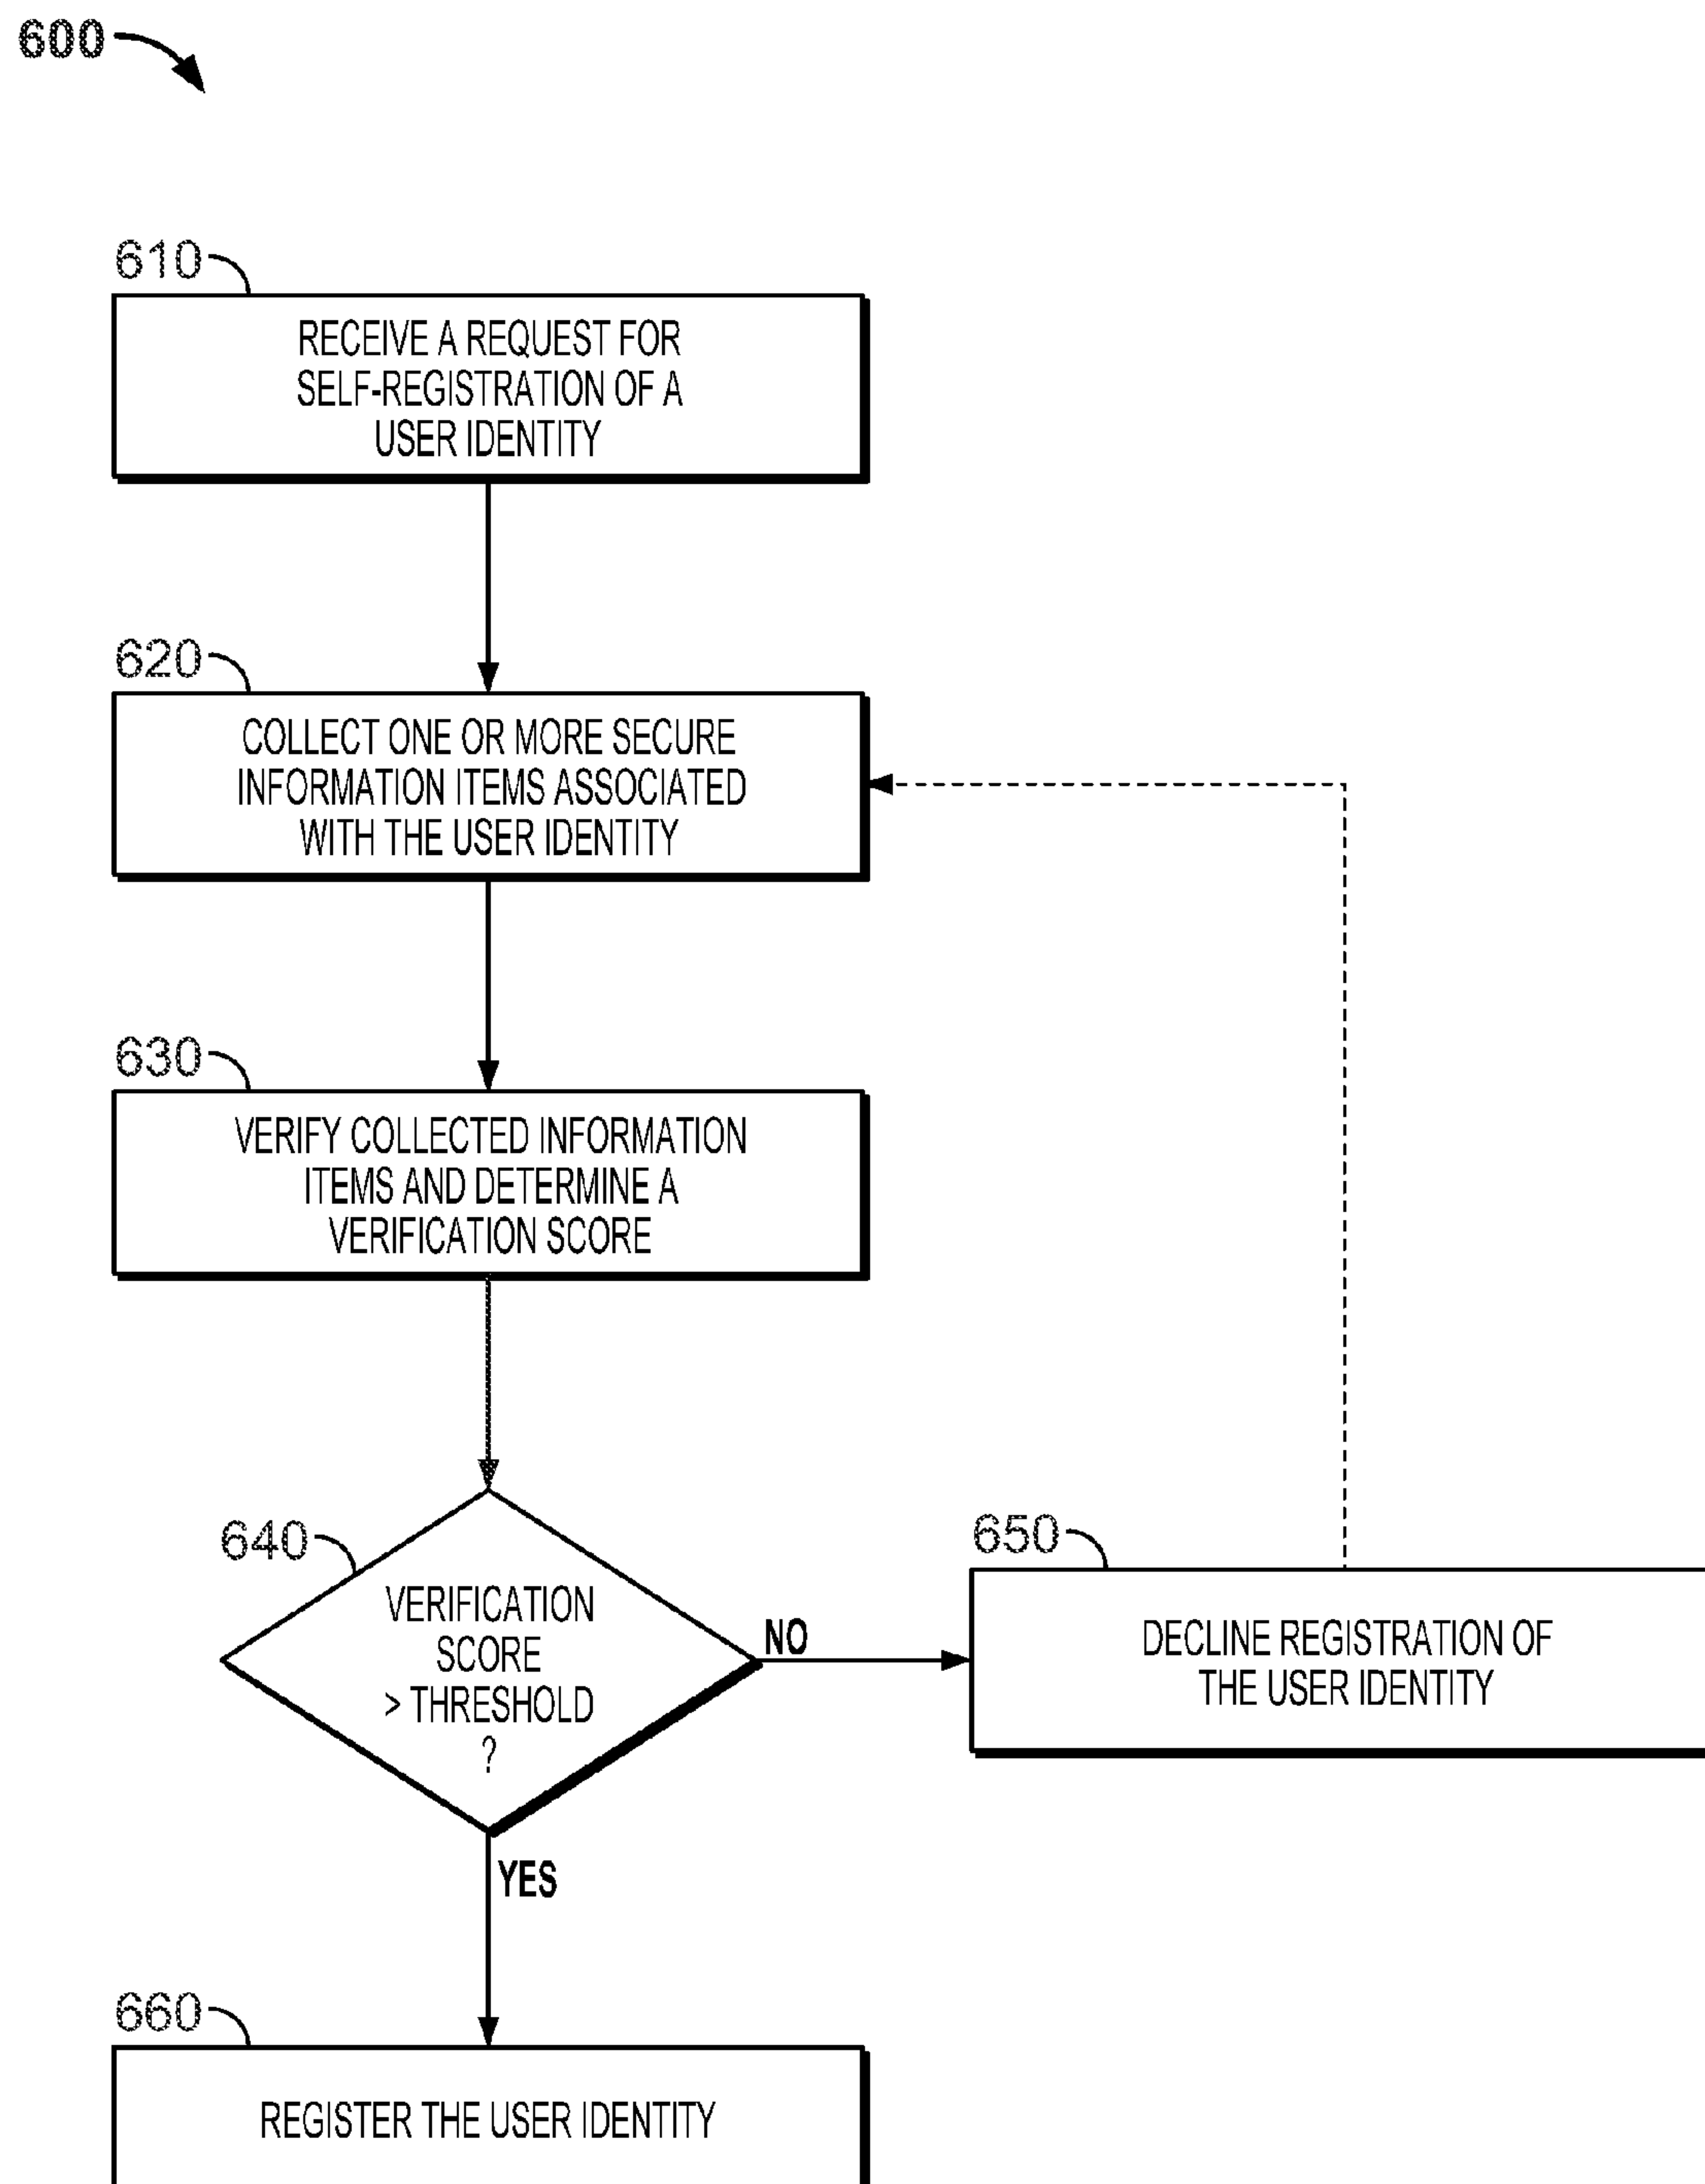 600
610
RECEIVE A REQUEST FOR
SELF-REGISTRATION OF A
USER IDENTITY
620
COLLECT ONE OR MORE SECURE
INFORMATION ITEMS ASSOCIATED
WITH THE USER IDENTITY
630
VERIFY COLLECTED INFORMATION
ITEMS AND DETERMINE A
VERIFICATION SCORE
640
VERIFICATION
SCORE
> THRESHOLD
?
NO
650
DECLINE REGISTRATION OF
THE USER IDENTITY
YES
660
REGISTER THE USER IDENTITY